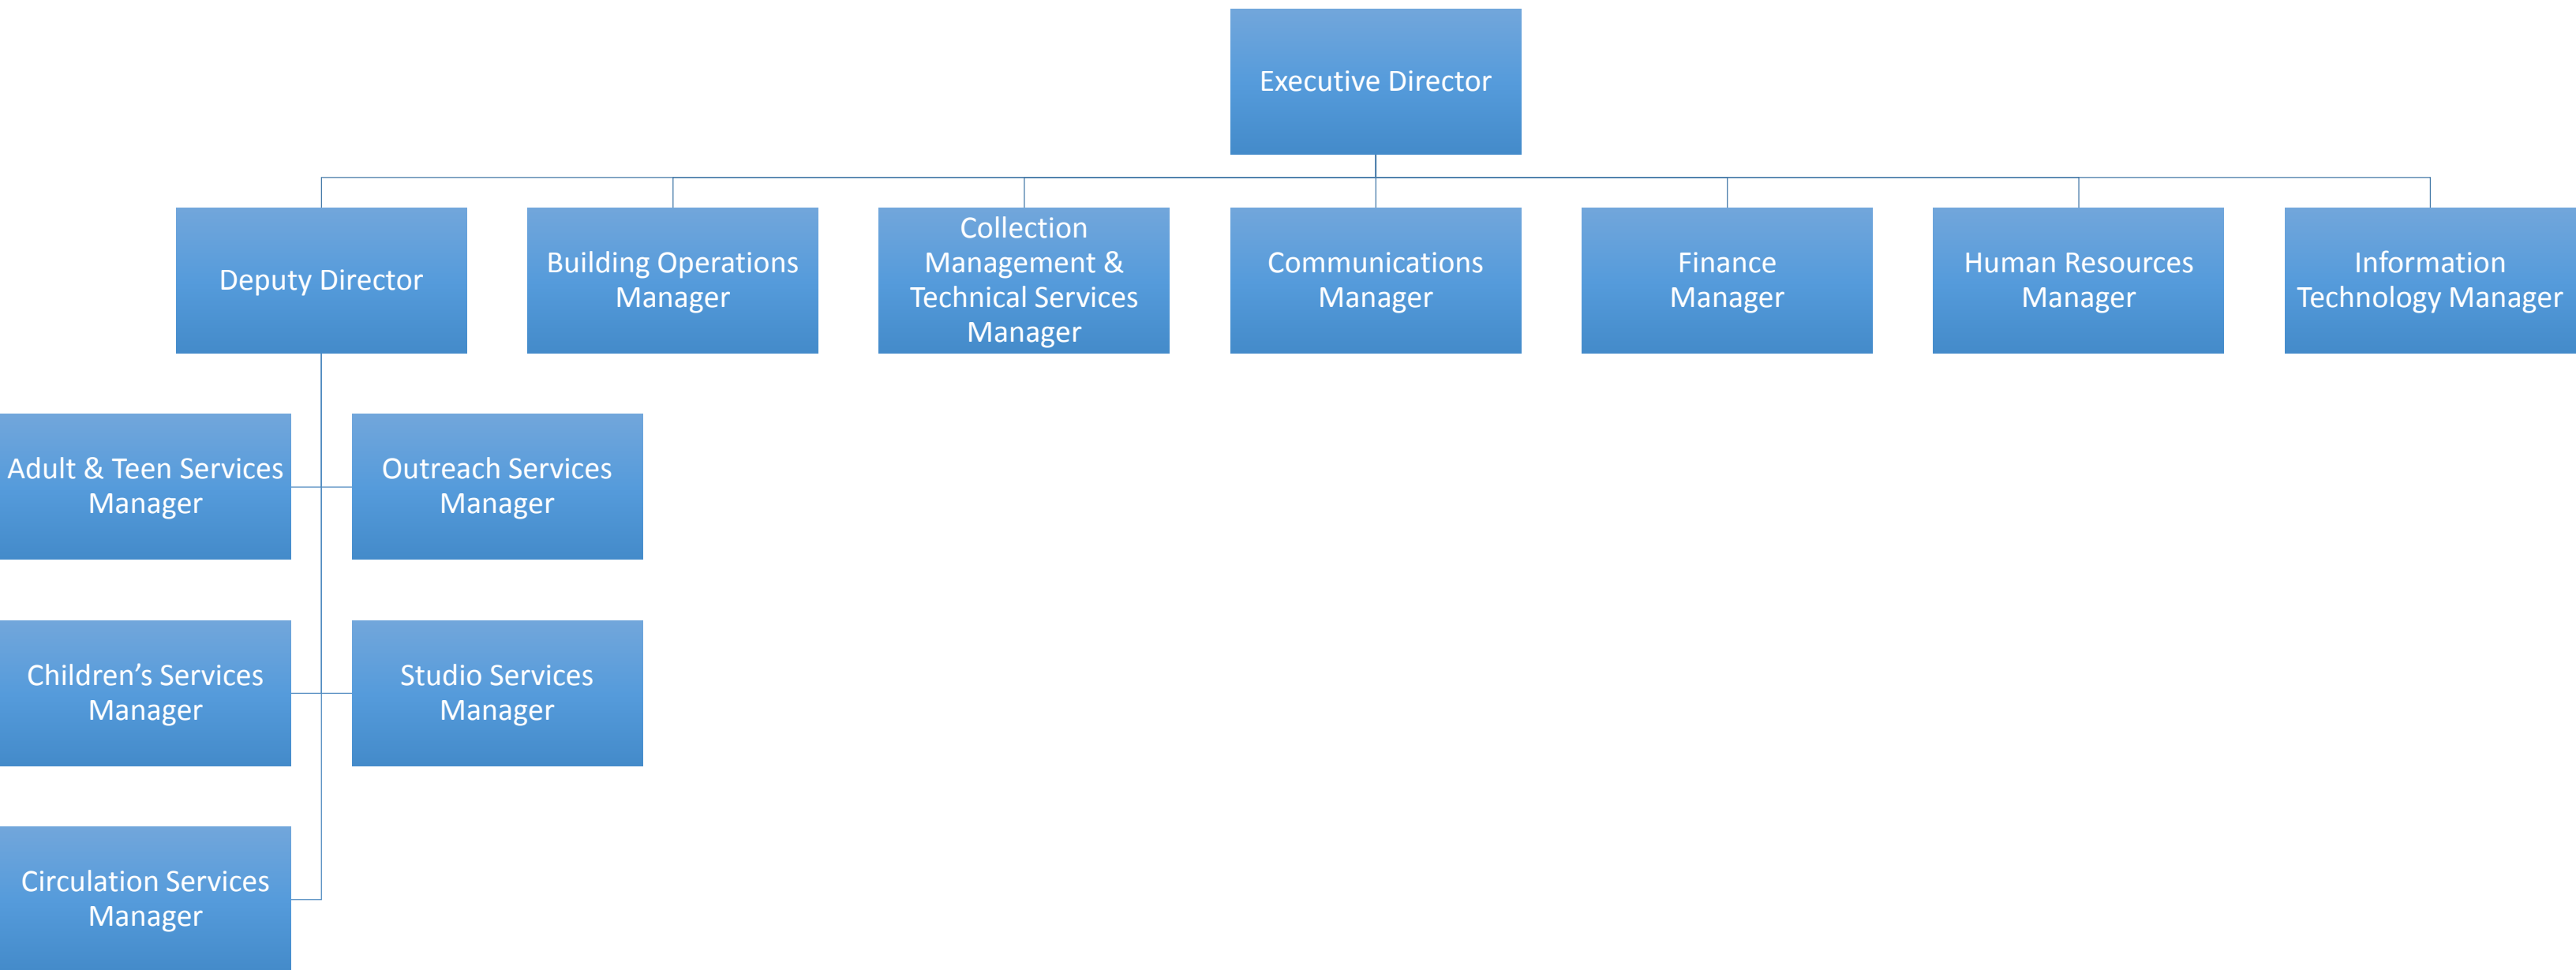 Executive Director
Deputy Director
Building Operations
Manager
Collection
Management &
Technical Services
Manager
Communications
Manager
Finance
Manager
Human Resources
Manager
Information
Technology Manager
Adult & Teen Services
Manager
Outreach Services
Manager
Children’s Services
Manager
Studio Services
Manager
Circulation Services
Manager